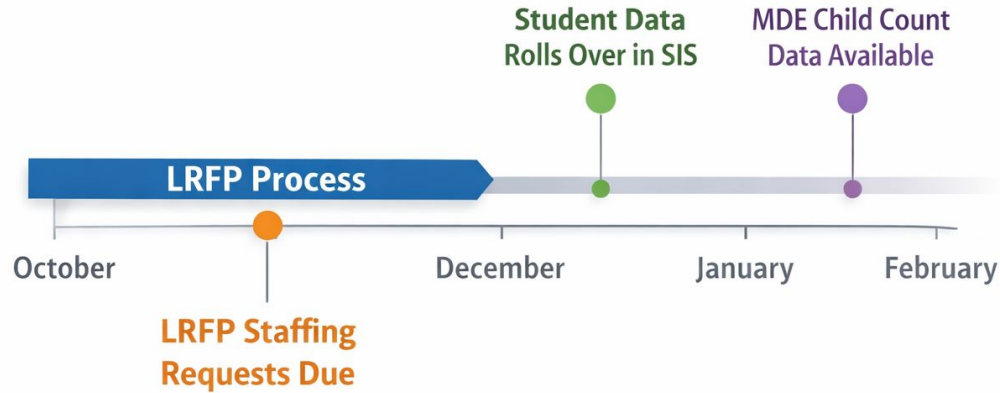 Student Data
Rolls Over in SIS
MDE Child Count
Data Available
LRFP Process
October
December
January
February
LRFP Staffing
Requests Due